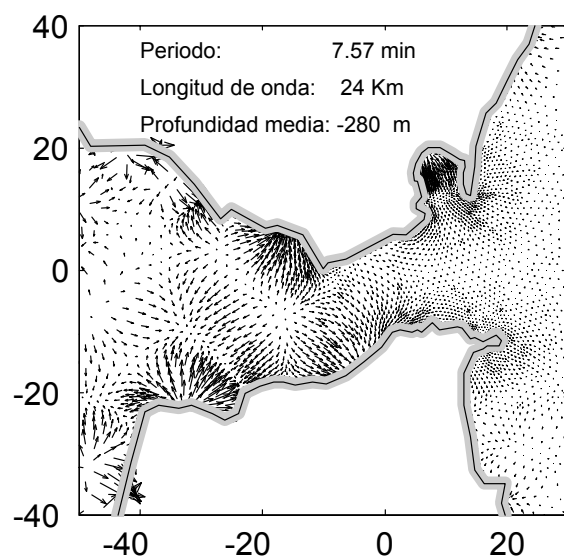 40
Periodo: 7.57 min
Longitud de onda: 24 Km
Profundidad media: -280 m
20
0
-20
-40
-40 -20 0 20